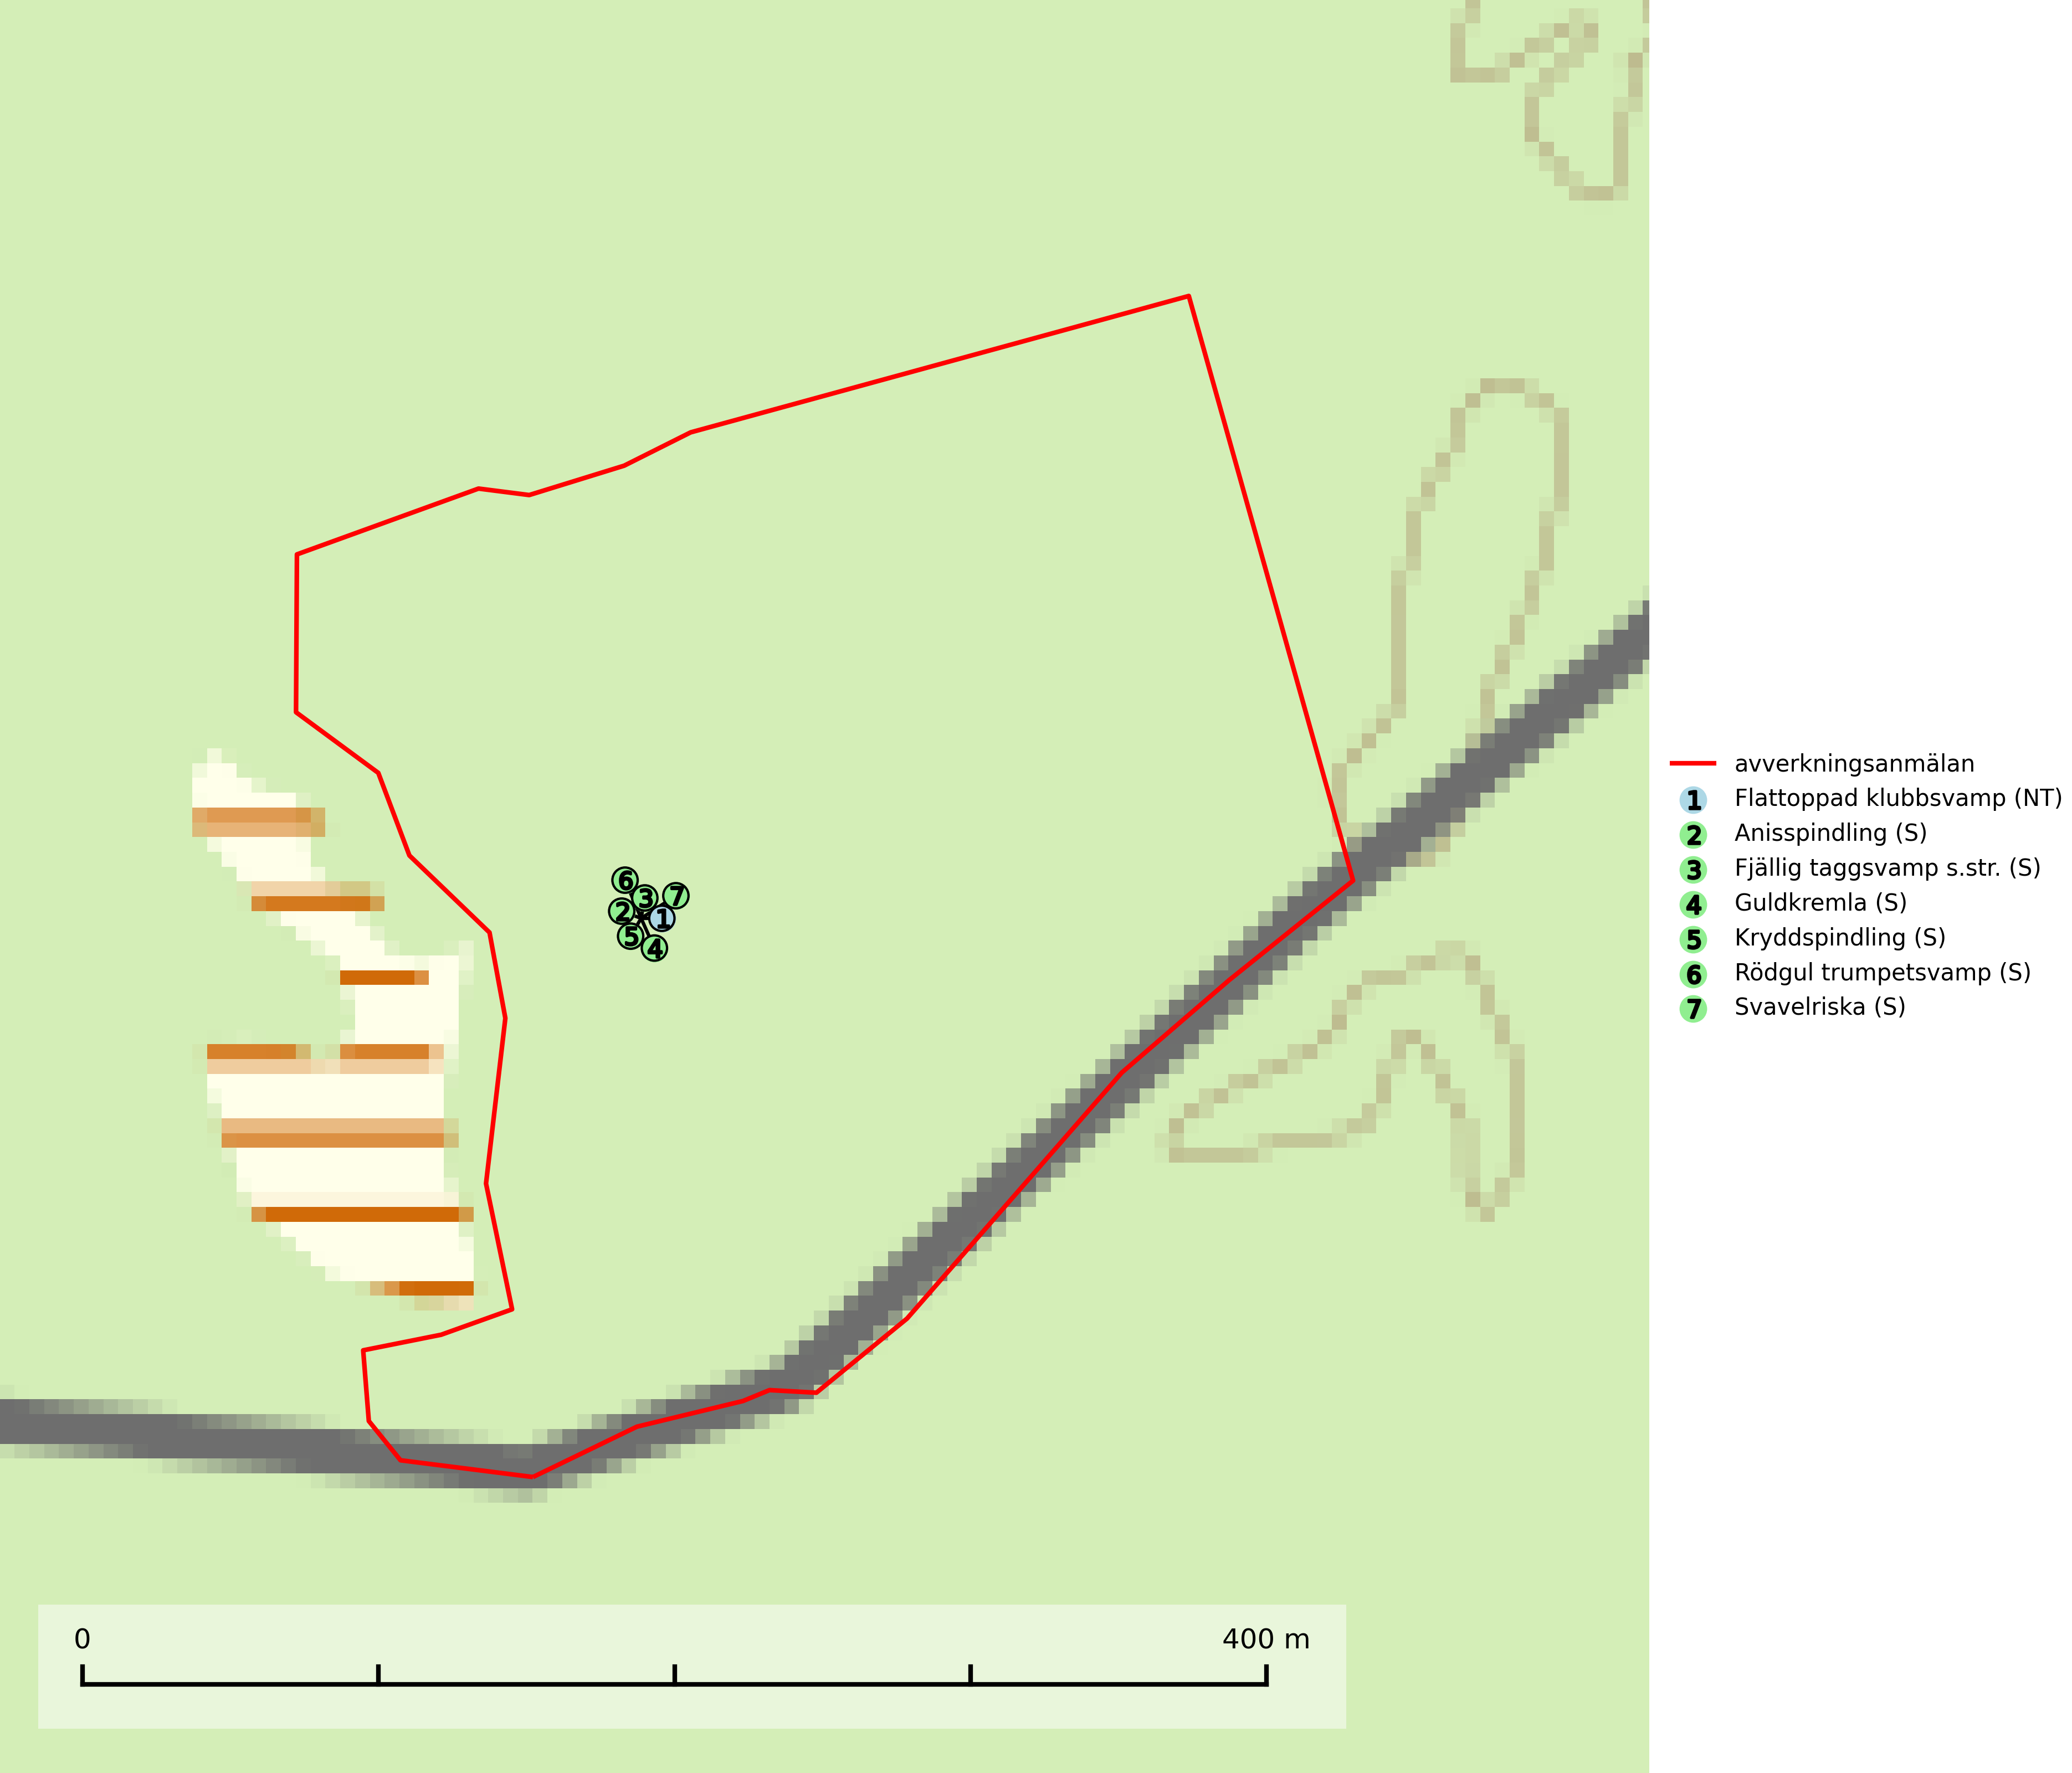 avverkningsanmälan
1 Flattoppad klubbsvamp (NT)
2 Anisspindling (S)
3 Fjällig taggsvamp s.str. (S)
4 Guldkremla (S)
5 Kryddspindling (S)
6 Rödgul trumpetsvamp (S)
7 Svavelriska (S)
6
3 7
2 1
5 4
0 400 m